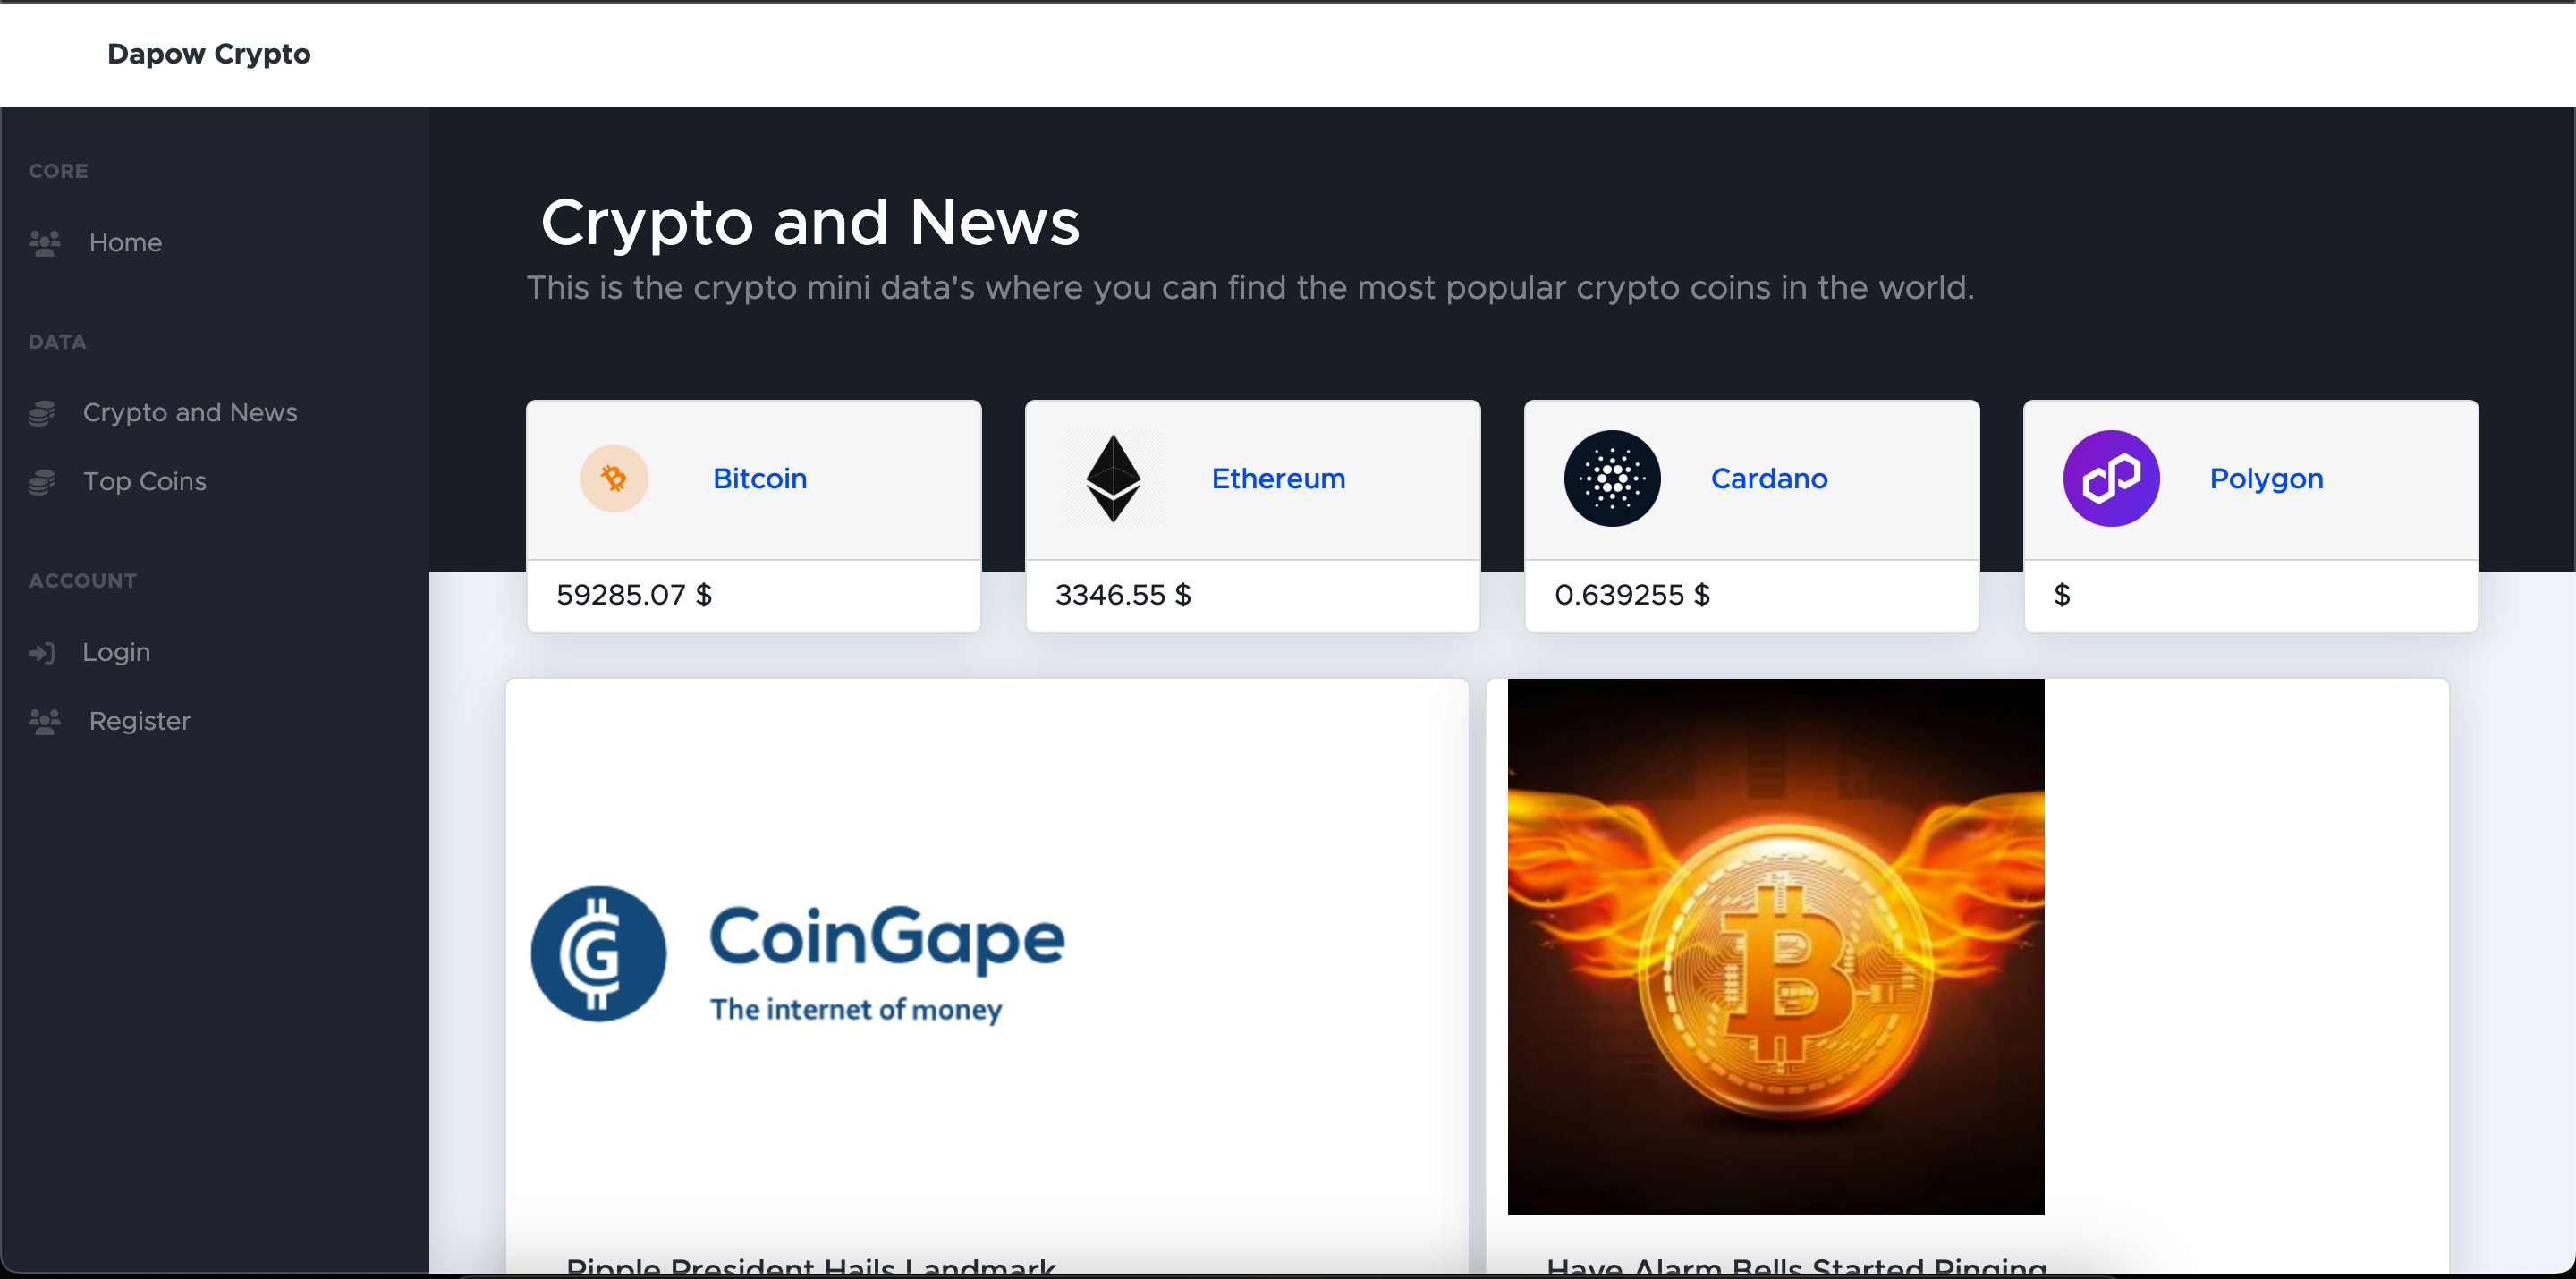 Dapow Crypto
CORE
Home
DATA
Crypto and News
Top Coins
ACCOUNT
Login
Register
Crypto and News
This is the crypto mini data's where you can find the most popular crypto coins in the world.
Bitcoin
59285.07 $
Ethereum
3346.55 $
Cardano
0.639255 $
Polygon
$
CoinGape
The internet of money
Ripple President Hails Landmark
Have Alarm Bells Started Pinging